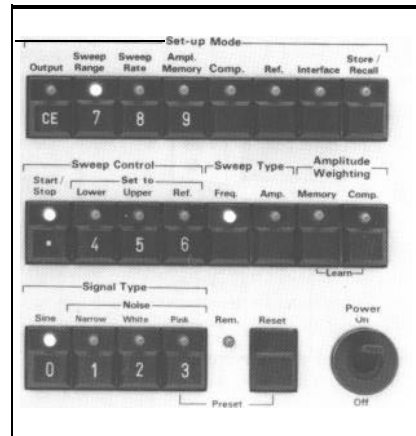 Set-up Mode
Output Sweep Range Sweep Rate Ampl. Memory Comp. Ref. Interface Store / Recall
CE 7 8 9
Sweep Control Sweep Type Amplitude Weighting
Start/ Stop Set to Lower Upper Ref. Freq. Amp. Memory Comp.
• 4 5 6
Learn
Signal Type
Noise
Sine Narrow White Pink Rem. Reset Power On
0 1 2 3
Preset Off